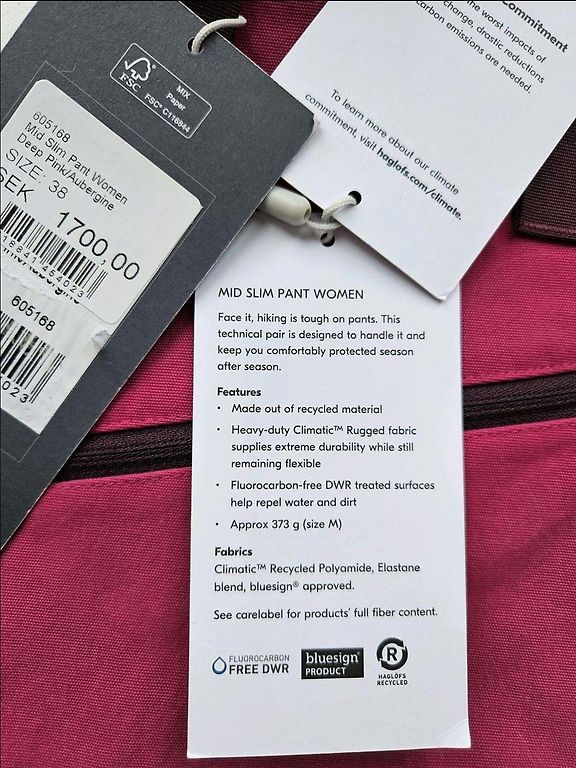 MIX
Paper
FSC
FSC® C116844
605168
Mid Slim Pant Women
Deep Pink/Aubergine
SIZE: 38
SEK 1700,00
605168
Commitment
the worst impacts of
change, drastic reductions
carbon emissions are needed.
To learn more about our climate
commitment, visit haglofs.com/climate.
MID SLIM PANT WOMEN
Face it, hiking is tough on pants. This
technical pair is designed to handle it and
keep you comfortably protected season
after season.
Features
• Made out of recycled material
• Heavy-duty Climatic™ Rugged fabric
supplies extreme durability while still
remaining flexible
• Fluorocarbon-free DWR treated surfaces
help repel water and dirt
• Approx 373 g (size M)
Fabrics
Climatic™ Recycled Polyamide, Elastane
blend, bluesign® approved.
See carelabel for products' full fiber content.
FLUOROCARBON
FREE DWR
bluesign®
PRODUCT
R
HAGLÖFS
RECYCLED